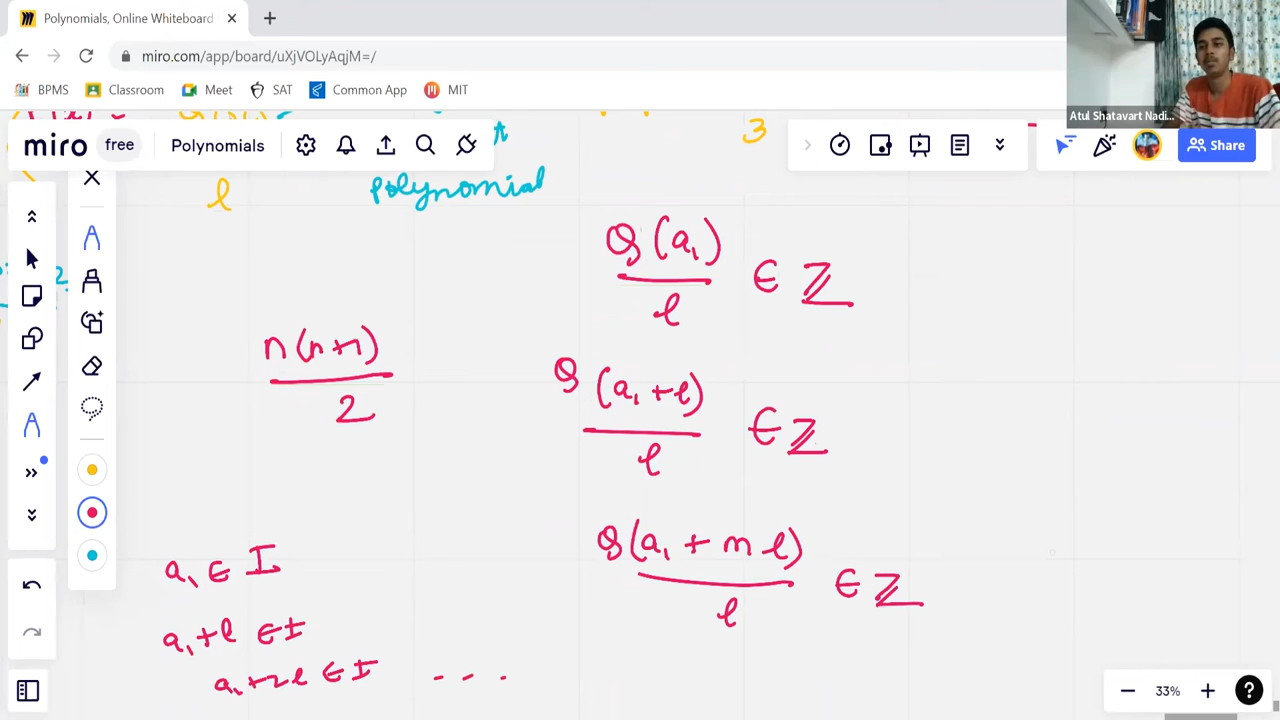 Polynomials, Online Whiteboard
miro.com/app/board/uXjVOLyAqjM=/
BPMS Classroom Meet SAT Common App MIT
Atul Shatavart Nadi...
3
miro free Polynomials Share
l
polynomial
Q(a₁)/l ∈ ℤ
n(n+1)/2
Q(a₁+l)/l ∈ ℤ
Q(a₁+ml)/l ∈ ℤ
a₁ ∈ I
a₁+l ∈ I
a₁+2l ∈ I ...
33%